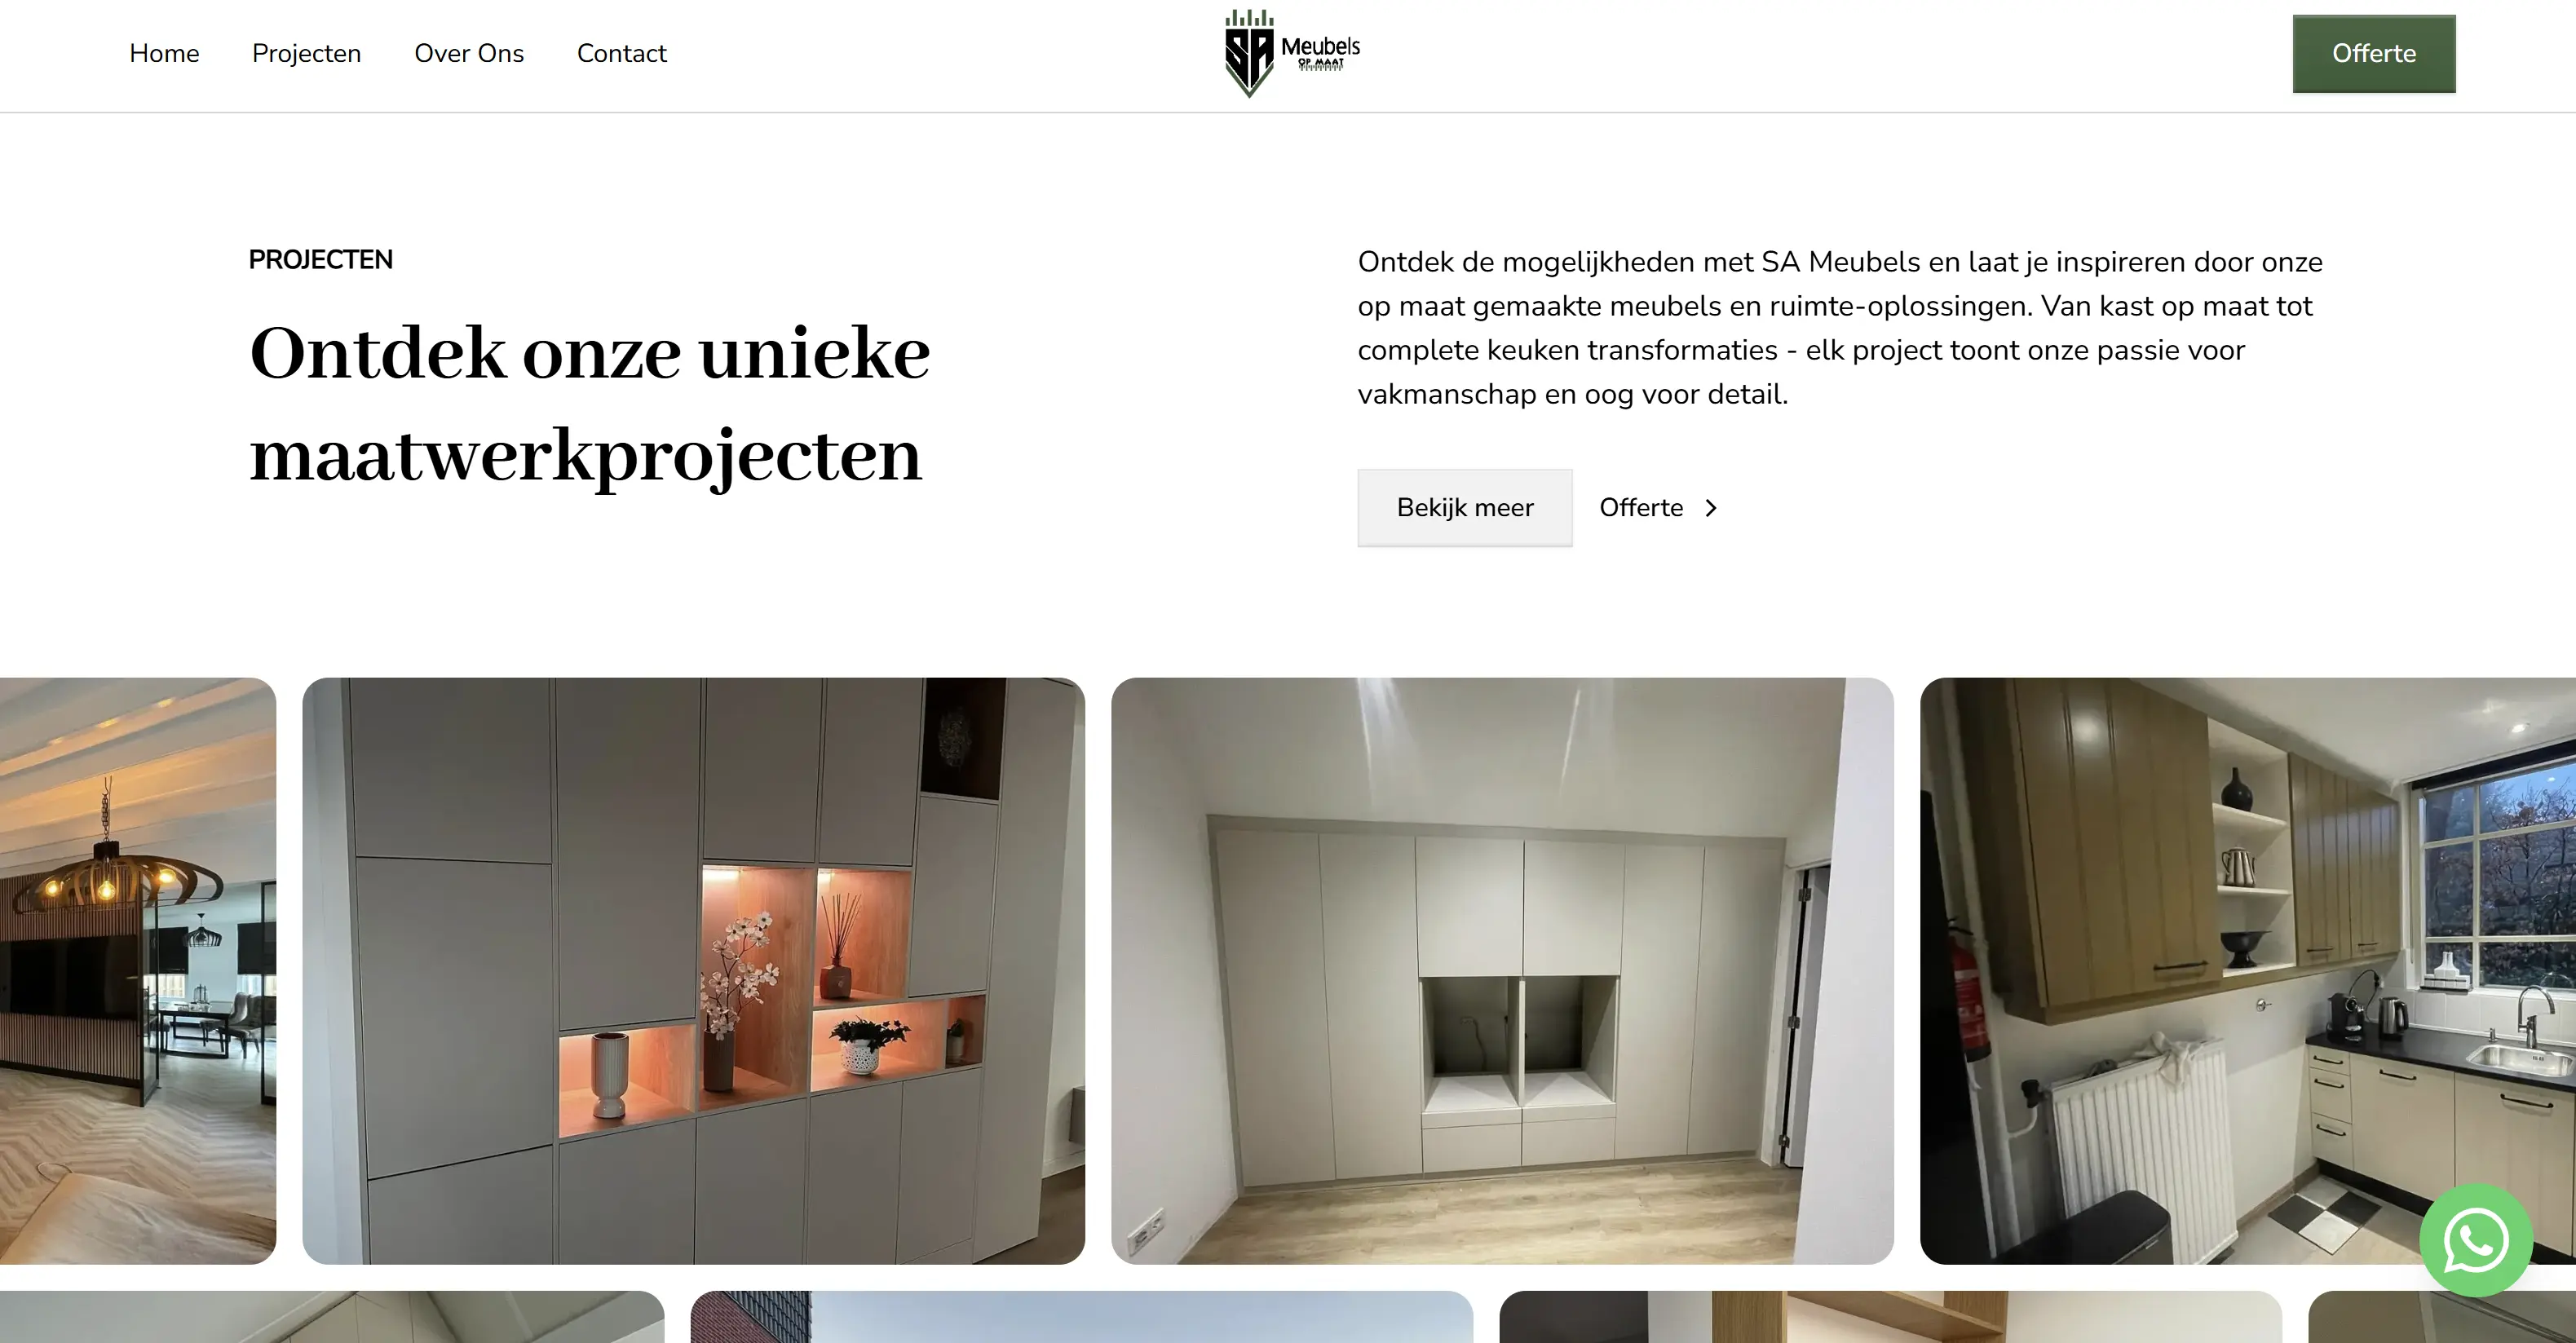 Home
Projecten
Over Ons
Contact
SA
Meubels
OP MAAT
Offerte
PROJECTEN
Ontdek onze unieke
maatwerkprojecten
Ontdek de mogelijkheden met SA Meubels en laat je inspireren door onze
op maat gemaakte meubels en ruimte-oplossingen. Van kast op maat tot
complete keuken transformaties - elk project toont onze passie voor
vakmanschap en oog voor detail.
Bekijk meer
Offerte